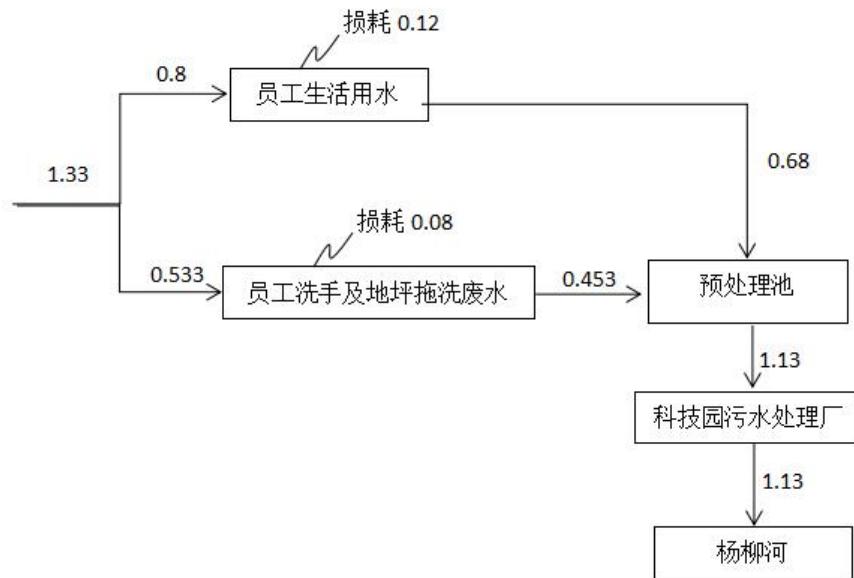 损耗 0.12
0.8
员工生活用水
1.33
0.68
损耗 0.08
0.533
员工洗手及地坪拖洗废水
0.453
预处理池
1.13
科技园污水处理厂
1.13
杨柳河